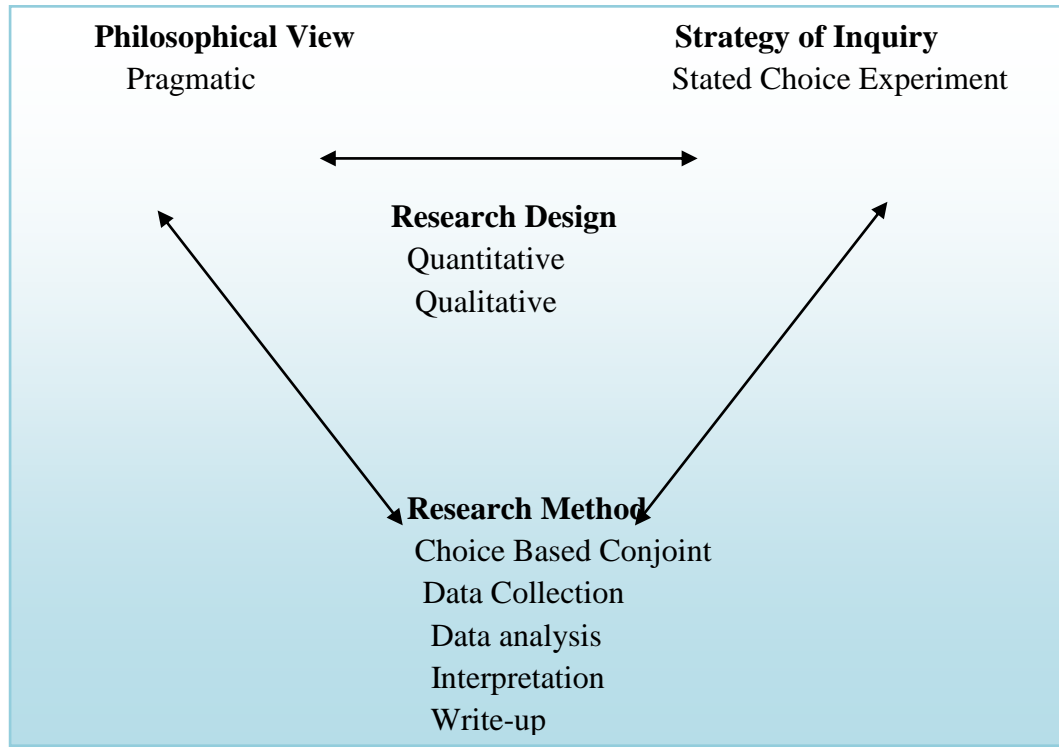 Philosophical View
Pragmatic
Strategy of Inquiry
Stated Choice Experiment
Research Design
Quantitative
Qualitative
Research Method
Choice Based Conjoint
Data Collection
Data analysis
Interpretation
Write-up